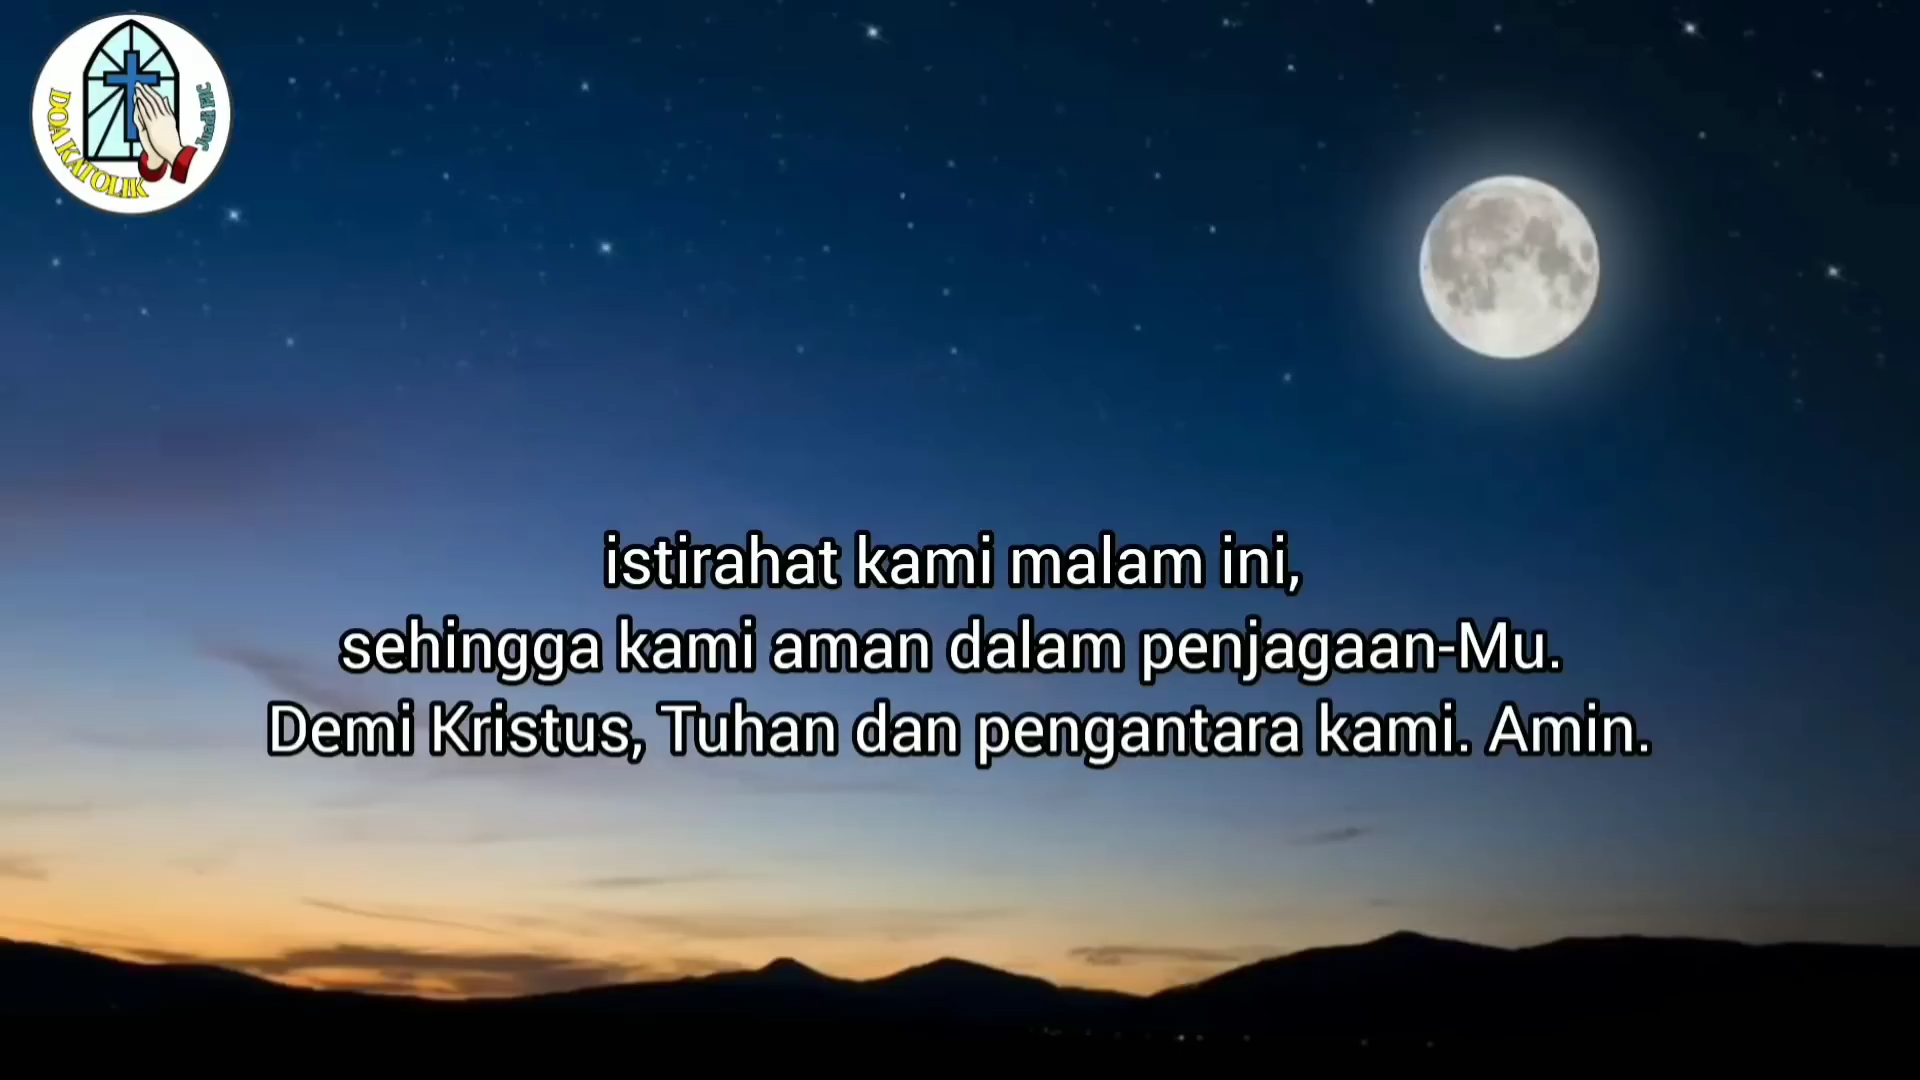 DOA KATOLIK
istirahat kami malam ini,
sehingga kami aman dalam penjagaan-Mu.
Demi Kristus, Tuhan dan pengantara kami. Amin.